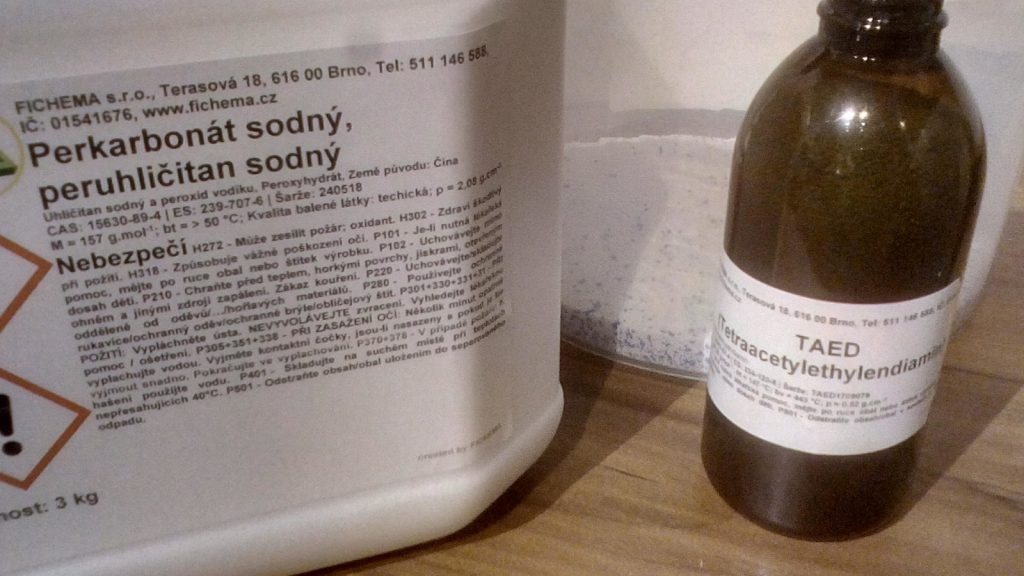 FICHEMA s.r.o., Terasová 18, 616 00 Brno, Tel: 511 146 588,
IČ: 01541676, www.fichema.cz
Perkarbonát sodný,
peruhličitan sodný
Uhličitan sodný a peroxid vodíku, Peroxyhydrát, Země původu: Čína
CAS: 15630-89-4 | ES: 239-707-6 | Šarže: 240518
M = 157 g.mol-1; bt = > 50 °C; Kvalita balené látky: techická; p = 2,08 g.cm-3
Nebezpečí H272 - Může zesílit požár; oxidant. H302 - Zdraví škodlivý
při požití. H318 - Způsobuje vážné poškození očí. P101 - Je-li nutná lékařská
pomoc, mějte po ruce obal nebo štítek výrobku. P102 - Uchovávejte mimo
dosah dětí. P210 - Chraňte před teplem, horkými povrchy, jiskrami, otevřeným
ohněm a jinými zdroji zapálení. Zákaz kouření. P220 - Uchovávejte/skladujte
odděleně od oděvů/.../hořlavých materiálů. P280 - Používejte ochranné
rukavice/ochranný oděv/ochranné brýle/obličejový štít. P301+330+331+317 - PŘI
POŽITÍ: Vypláchněte ústa. NEVYVOLÁVEJTE zvracení. Vyhledejte lékařskou
pomoc / ošetření. P305+351+338 - PŘI ZASAŽENÍ OČÍ: Několik minut opatrně
vyplachujte vodou. Vyjměte kontaktní čočky, jsou-li nasazeny a pokud je lze
vyjmout snadno. Pokračujte ve vyplachování. P370+378 - V případě požáru: K
hašení použijte vodu. P401 - Skladujte na suchém místě při teplotách
nepřesahujících 40°C. P501 - Odstraňte obsah/obal uložením do separovaného
odpadu.
created by FICHEMA
nost: 3 kg
Terasová 18, 616 00 Brno, Tel: 511 146 588,
TAED
(Tetraacetylethylendiamin)
Šarže: TAED1709078